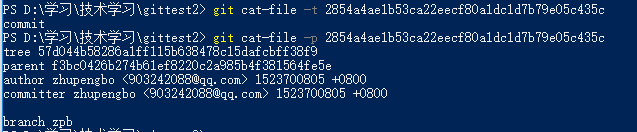 PS D:\学习\技术学习\gittest2> git cat-file -t 2854a4ae1b53ca22eecf80a1dc1d7b79e05c435c
commit
PS D:\学习\技术学习\gittest2> git cat-file -p 2854a4ae1b53ca22eecf80a1dc1d7b79e05c435c
tree 57d044b58286a1ff115b638478c15dafcbff38f9
parent f3bc0426b274b61ef8220c2a985b4f381564fe5e
author zhupengbo <903242088@qq.com> 1523700805 +0800
committer zhupengbo <903242088@qq.com> 1523700805 +0800
branch zpb